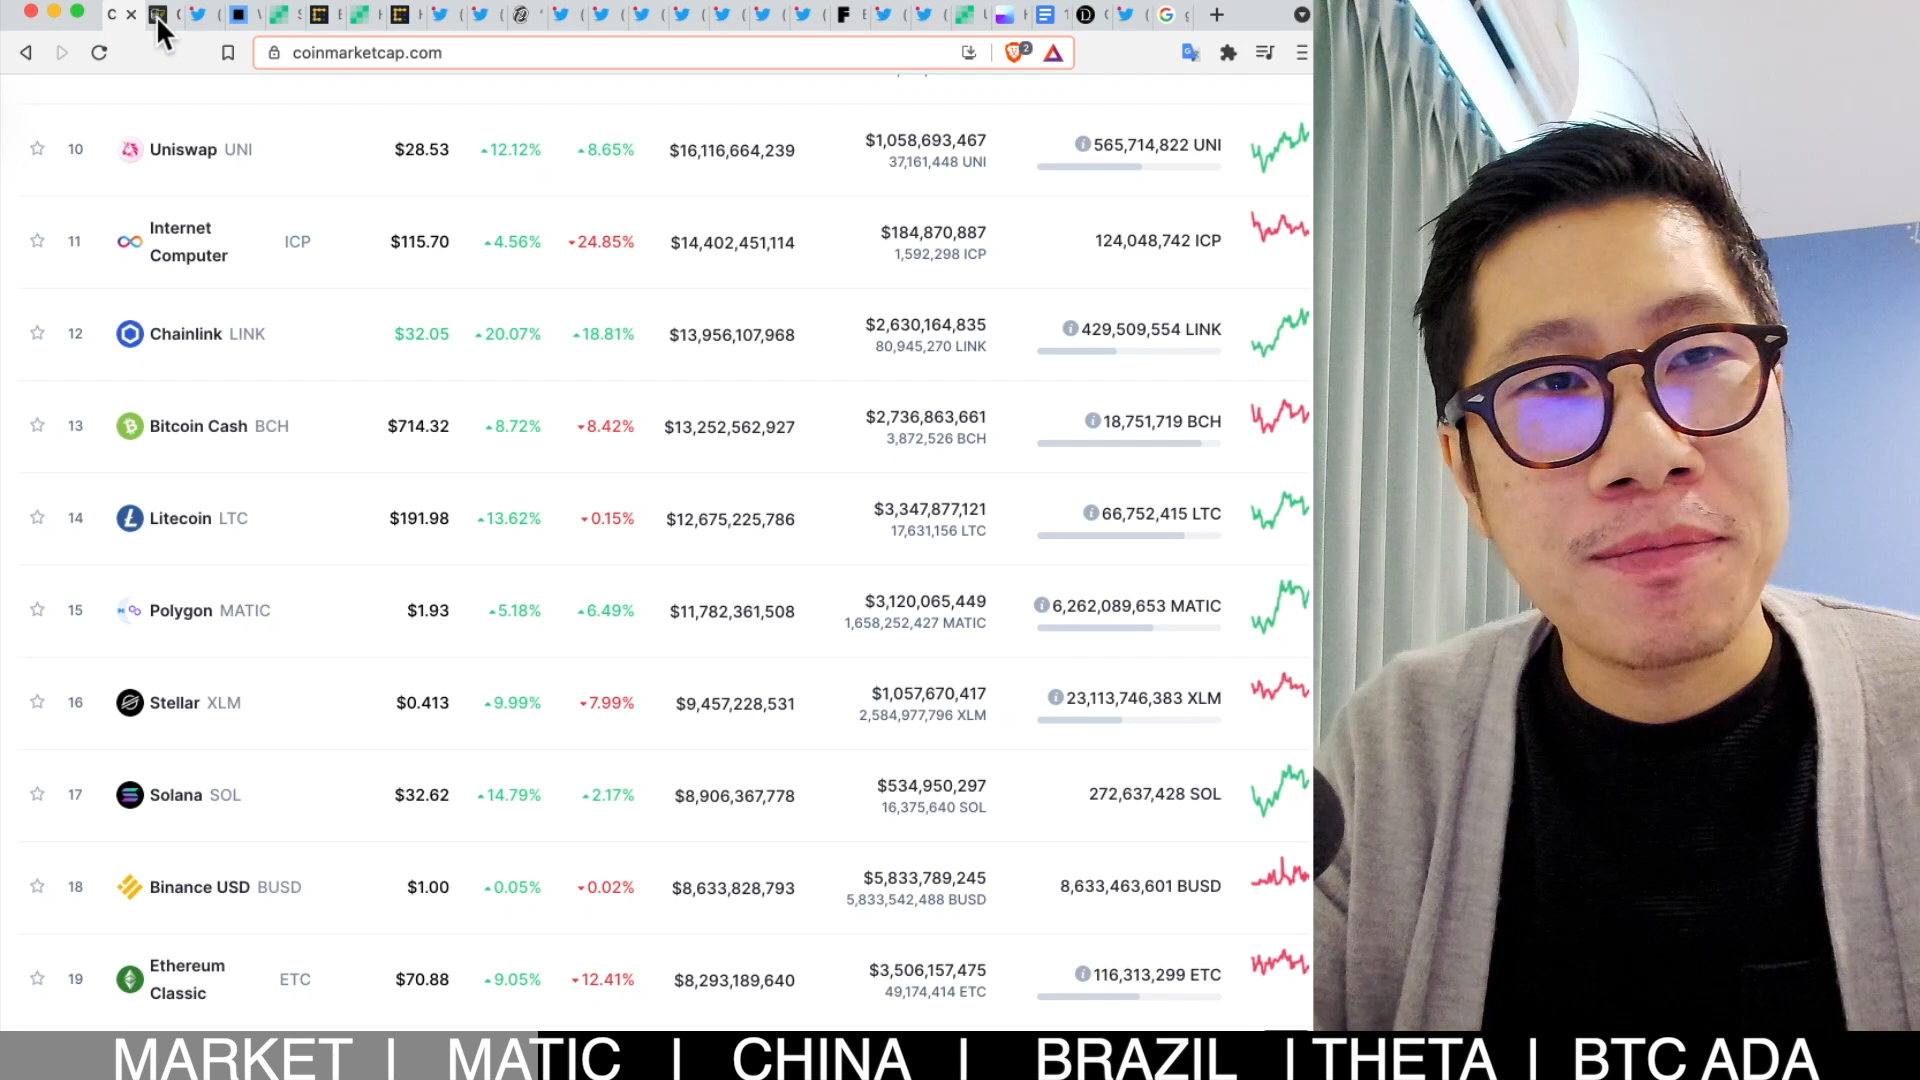 coinmarketcap.com
2
10 Uniswap UNI $28.53 12.12% 8.65% $16,116,664,239 $1,058,693,467 565,714,822 UNI
37,161,448 UNI
11 Internet Computer ICP $115.70 4.56% 24.85% $14,402,451,114 $184,870,887 124,048,742 ICP
1,592,298 ICP
12 Chainlink LINK $32.05 20.07% 18.81% $13,956,107,968 $2,630,164,835 429,509,554 LINK
80,945,270 LINK
13 Bitcoin Cash BCH $714.32 8.72% 8.42% $13,252,562,927 $2,736,863,661 18,751,719 BCH
3,872,526 BCH
14 Litecoin LTC $191.98 13.62% 0.15% $12,675,225,786 $3,347,877,121 66,752,415 LTC
17,631,156 LTC
15 Polygon MATIC $1.93 5.18% 6.49% $11,782,361,508 $3,120,065,449 6,262,089,653 MATIC
1,658,252,427 MATIC
16 Stellar XLM $0.413 9.99% 7.99% $9,457,228,531 $1,057,670,417 23,113,746,383 XLM
2,584,977,796 XLM
17 Solana SOL $32.62 14.79% 2.17% $8,906,367,778 $534,950,297 272,637,428 SOL
16,375,640 SOL
18 Binance USD BUSD $1.00 0.05% 0.02% $8,633,828,793 $5,833,789,245 8,633,463,601 BUSD
5,833,542,488 BUSD
19 Ethereum Classic ETC $70.88 9.05% 12.41% $8,293,189,640 $3,506,157,475 116,313,299 ETC
49,174,414 ETC
MARKET | MATIC | CHINA | BRAZIL | THETA | BTC ADA